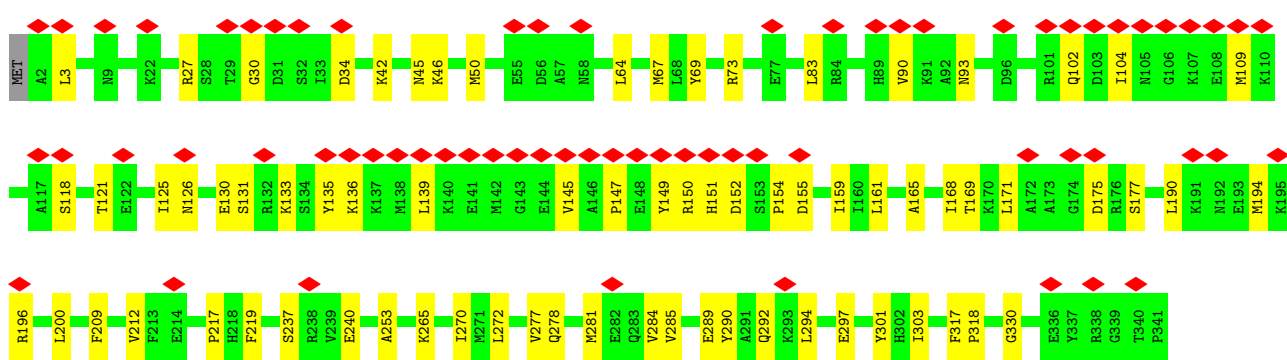 MET A2 L3 N9 K22 R27 S28 T29 G30 D31 S32 I33 D34 K42 N45 K46 M50 E55 D56 A57 N58 L64 M67 L68 Y69 R73 E77 L83 R84 H89 V90 K91 A92 N93 D96 R101 Q102 D103 I104 N105 G106 K107 E108 M109 K110
A117 S118 T121 E122 I125 N126 E130 S131 R132 K133 S134 Y135 K136 K137 M138 L139 K140 E141 M142 G143 E144 V145 A146 P147 E148 Y149 R150 H151 D152 S153 P154 D155 I159 I160 L161 A165 I168 T169 K170 L171 A172 A173 G174 D175 R176 S177 L190 K191 N192 E193 M194 K195
R196 L200 F209 V212 F213 E214 P217 H218 F219 S237 R238 V239 E240 A253 K265 I270 M271 L272 V277 Q278 M281 E282 Q283 V284 V285 E289 Y290 A291 Q292 K293 L294 E297 Y301 H302 I303 F317 P318 G330 E336 Y337 R338 G339 T340 P341